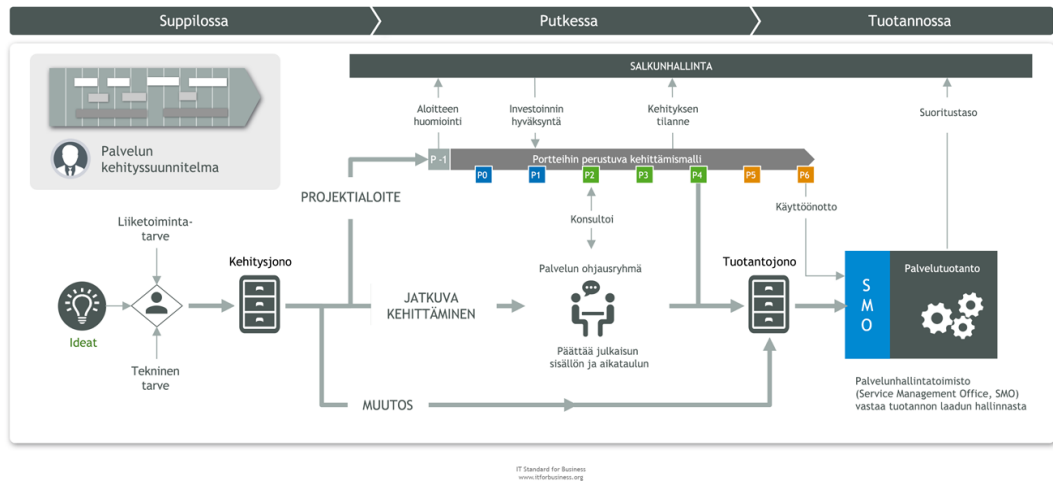 Suppilossa
Putkessa
Tuotannossa
SALKUNHALLINTA
Palvelun
kehityssuunnitelma
Aloitteen
huomiointi
Investoinnin
hyväksyntä
Kehityksen
tilanne
Suoritustaso
P -1
Portteihin perustuva kehittämismalli
P0
P1
P2
P3
P4
P5
P6
PROJEKTIALOITE
Konsultoi
Käyttöönotto
Liiketoiminta-
tarve
Kehitysjono
Palvelun ohjausryhmä
Tuotantojono
Palvelutuotanto
S
M
O
JATKUVA
KEHITTÄMINEN
Ideat
Päättää julkaisun
sisällön ja aikataulun
Tekninen
tarve
MUUTOS
Palvelunhallintatoimisto
(Service Management Office, SMO)
vastaa tuotannon laadun hallinnasta
IT Standard for Business
www.itforbusiness.org